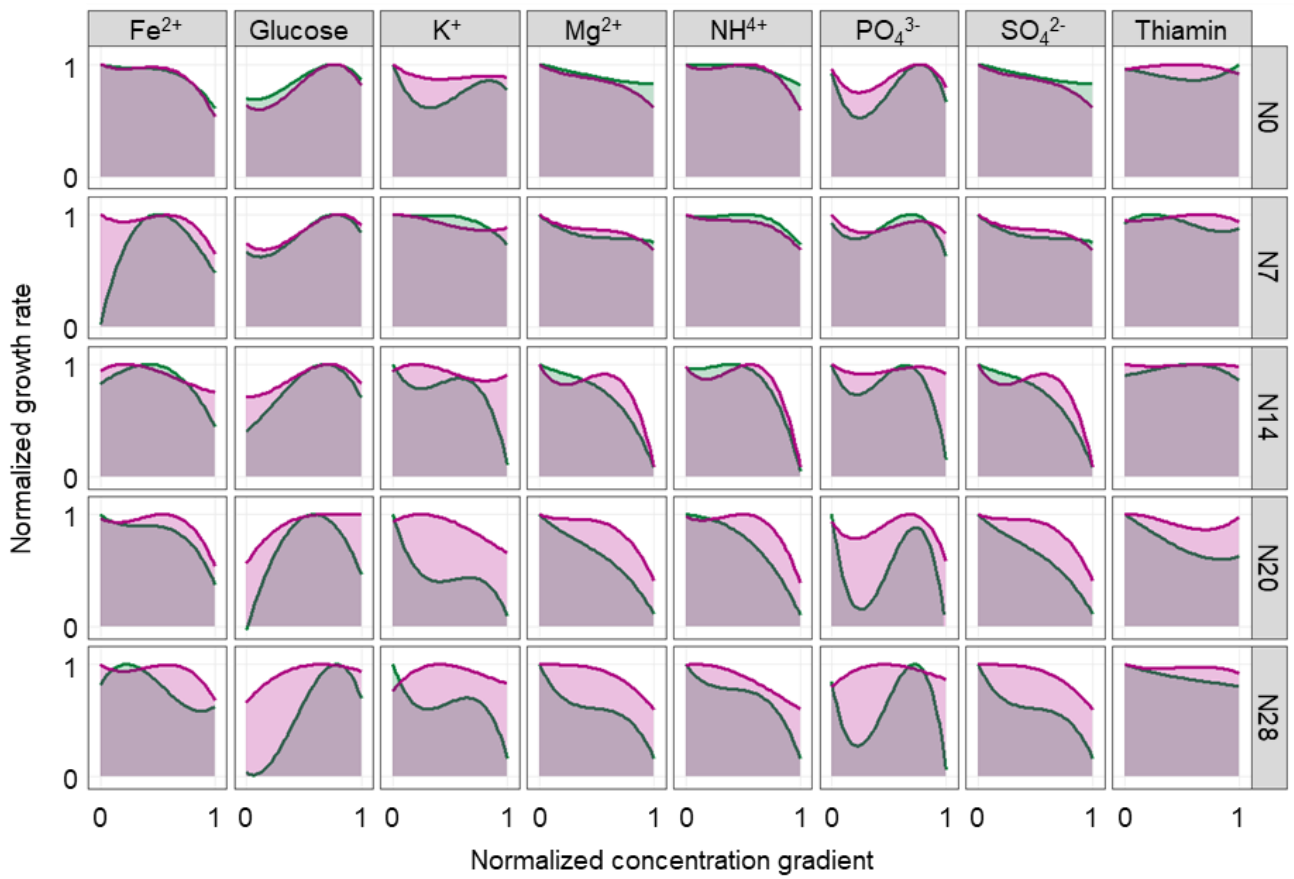 Fe2+ Glucose K+ Mg2+ NH4+ PO43- SO42- Thiamin
1
0
N0
1
0
N7
1
0
N14
1
0
N20
1
0
N28
0 1 0 1 0 1 0 1 0 1 0 1 0 1 0 1
Normalized growth rate
Normalized concentration gradient